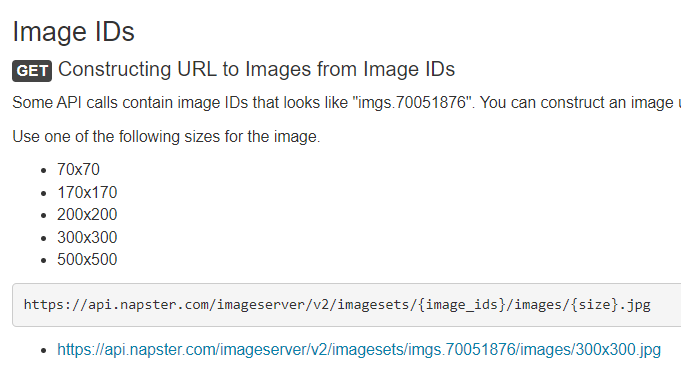 Image IDs
GET Constructing URL to Images from Image IDs
Some API calls contain image IDs that looks like "imgs.70051876". You can construct an image
Use one of the following sizes for the image.
70x70
170x170
200x200
300x300
500x500
https://api.napster.com/imageserver/v2/imagesets/{image_ids}/images/{size}.jpg
https://api.napster.com/imageserver/v2/imagesets/imgs.70051876/images/300x300.jpg